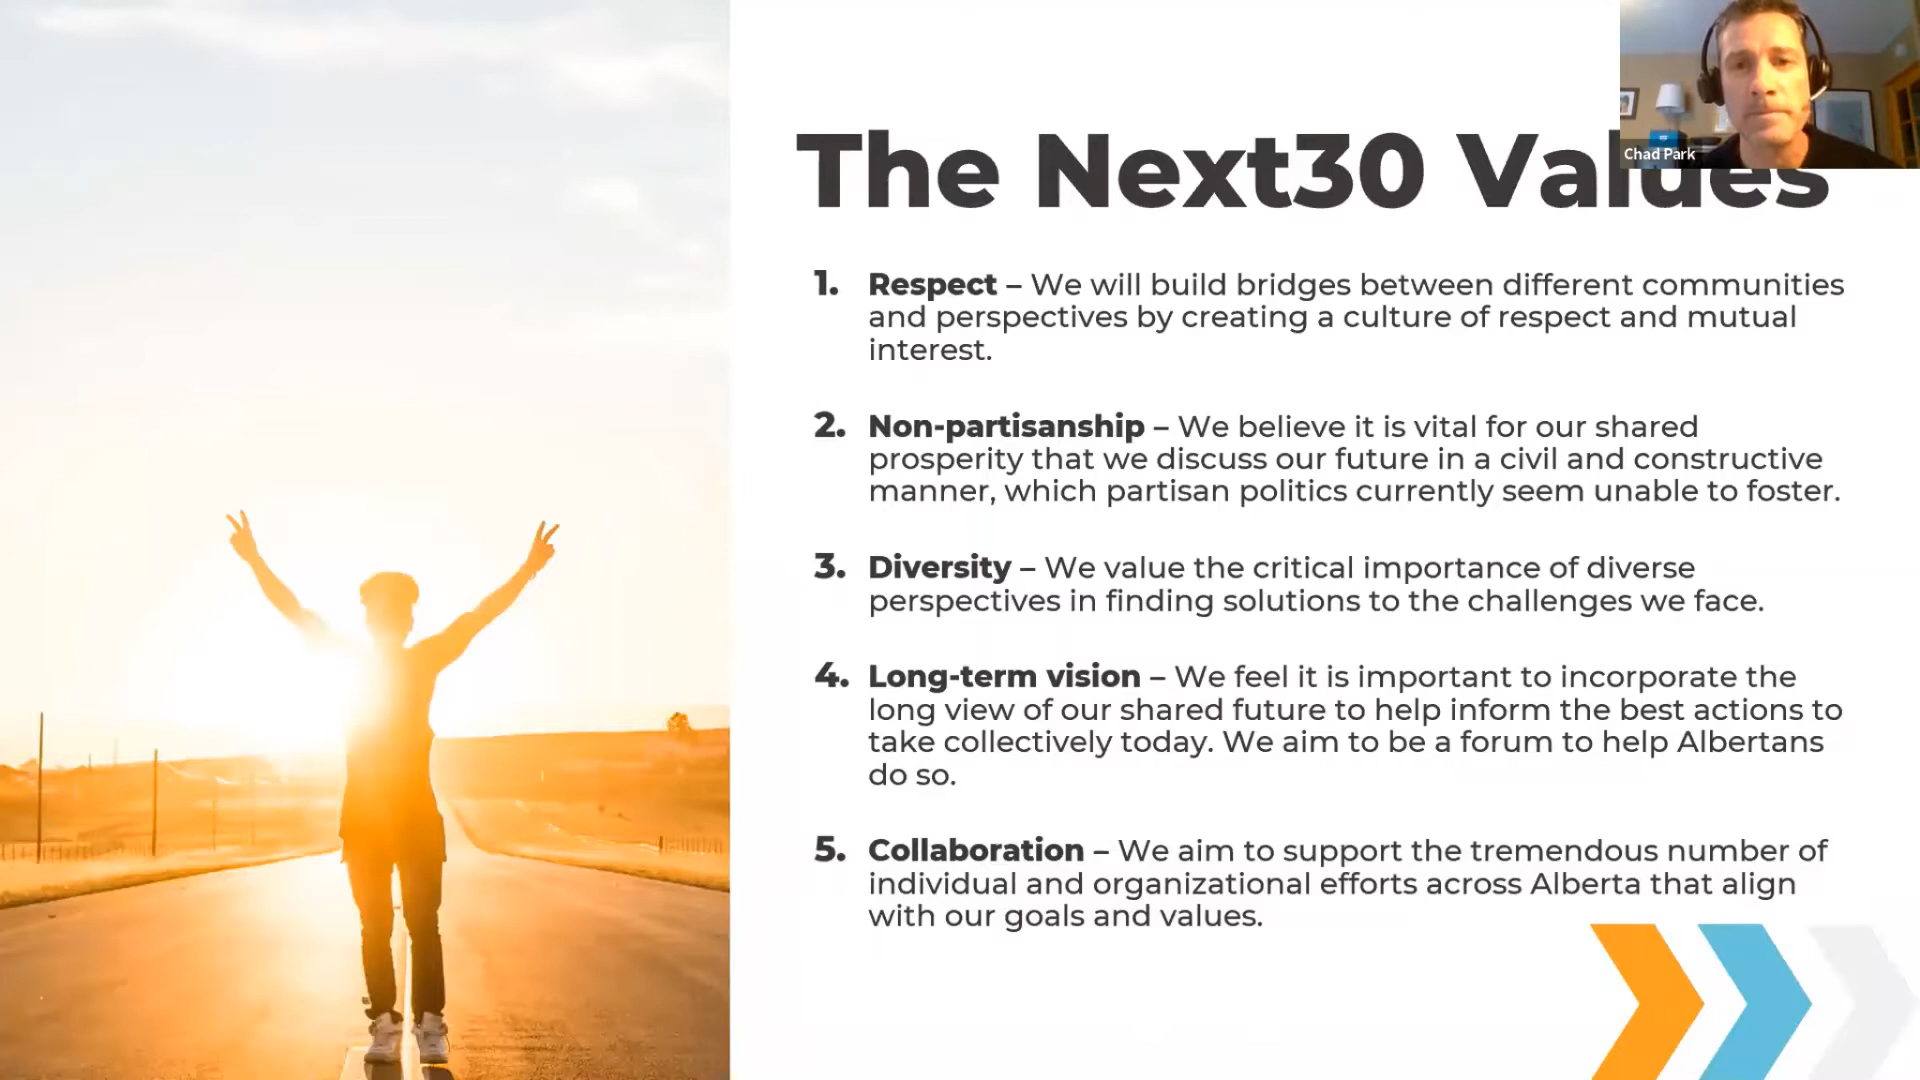 Chad Park
The Next30 Values
1. Respect – We will build bridges between different communities
and perspectives by creating a culture of respect and mutual
interest.
2. Non-partisanship – We believe it is vital for our shared
prosperity that we discuss our future in a civil and constructive
manner, which partisan politics currently seem unable to foster.
3. Diversity – We value the critical importance of diverse
perspectives in finding solutions to the challenges we face.
4. Long-term vision – We feel it is important to incorporate the
long view of our shared future to help inform the best actions to
take collectively today. We aim to be a forum to help Albertans
do so.
5. Collaboration – We aim to support the tremendous number of
individual and organizational efforts across Alberta that align
with our goals and values.